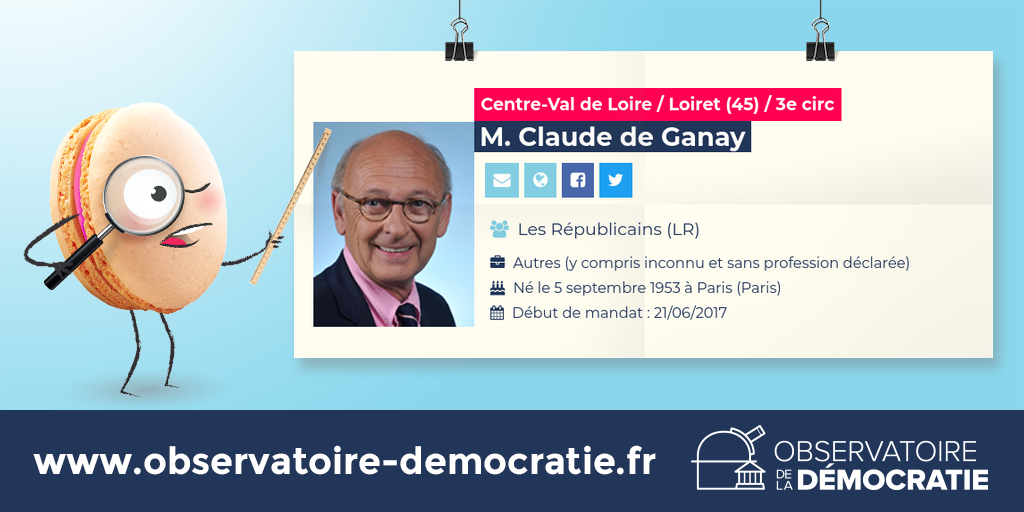 Centre-Val de Loire / Loiret (45) / 3e circ
M. Claude de Ganay
Les Républicains (LR)
Autres (y compris inconnu et sans profession déclarée)
Né le 5 septembre 1953 à Paris (Paris)
Début de mandat : 21/06/2017
www.observatoire-democratie.fr
OBSERVATOIRE
DE LA DÉMOCRATIE